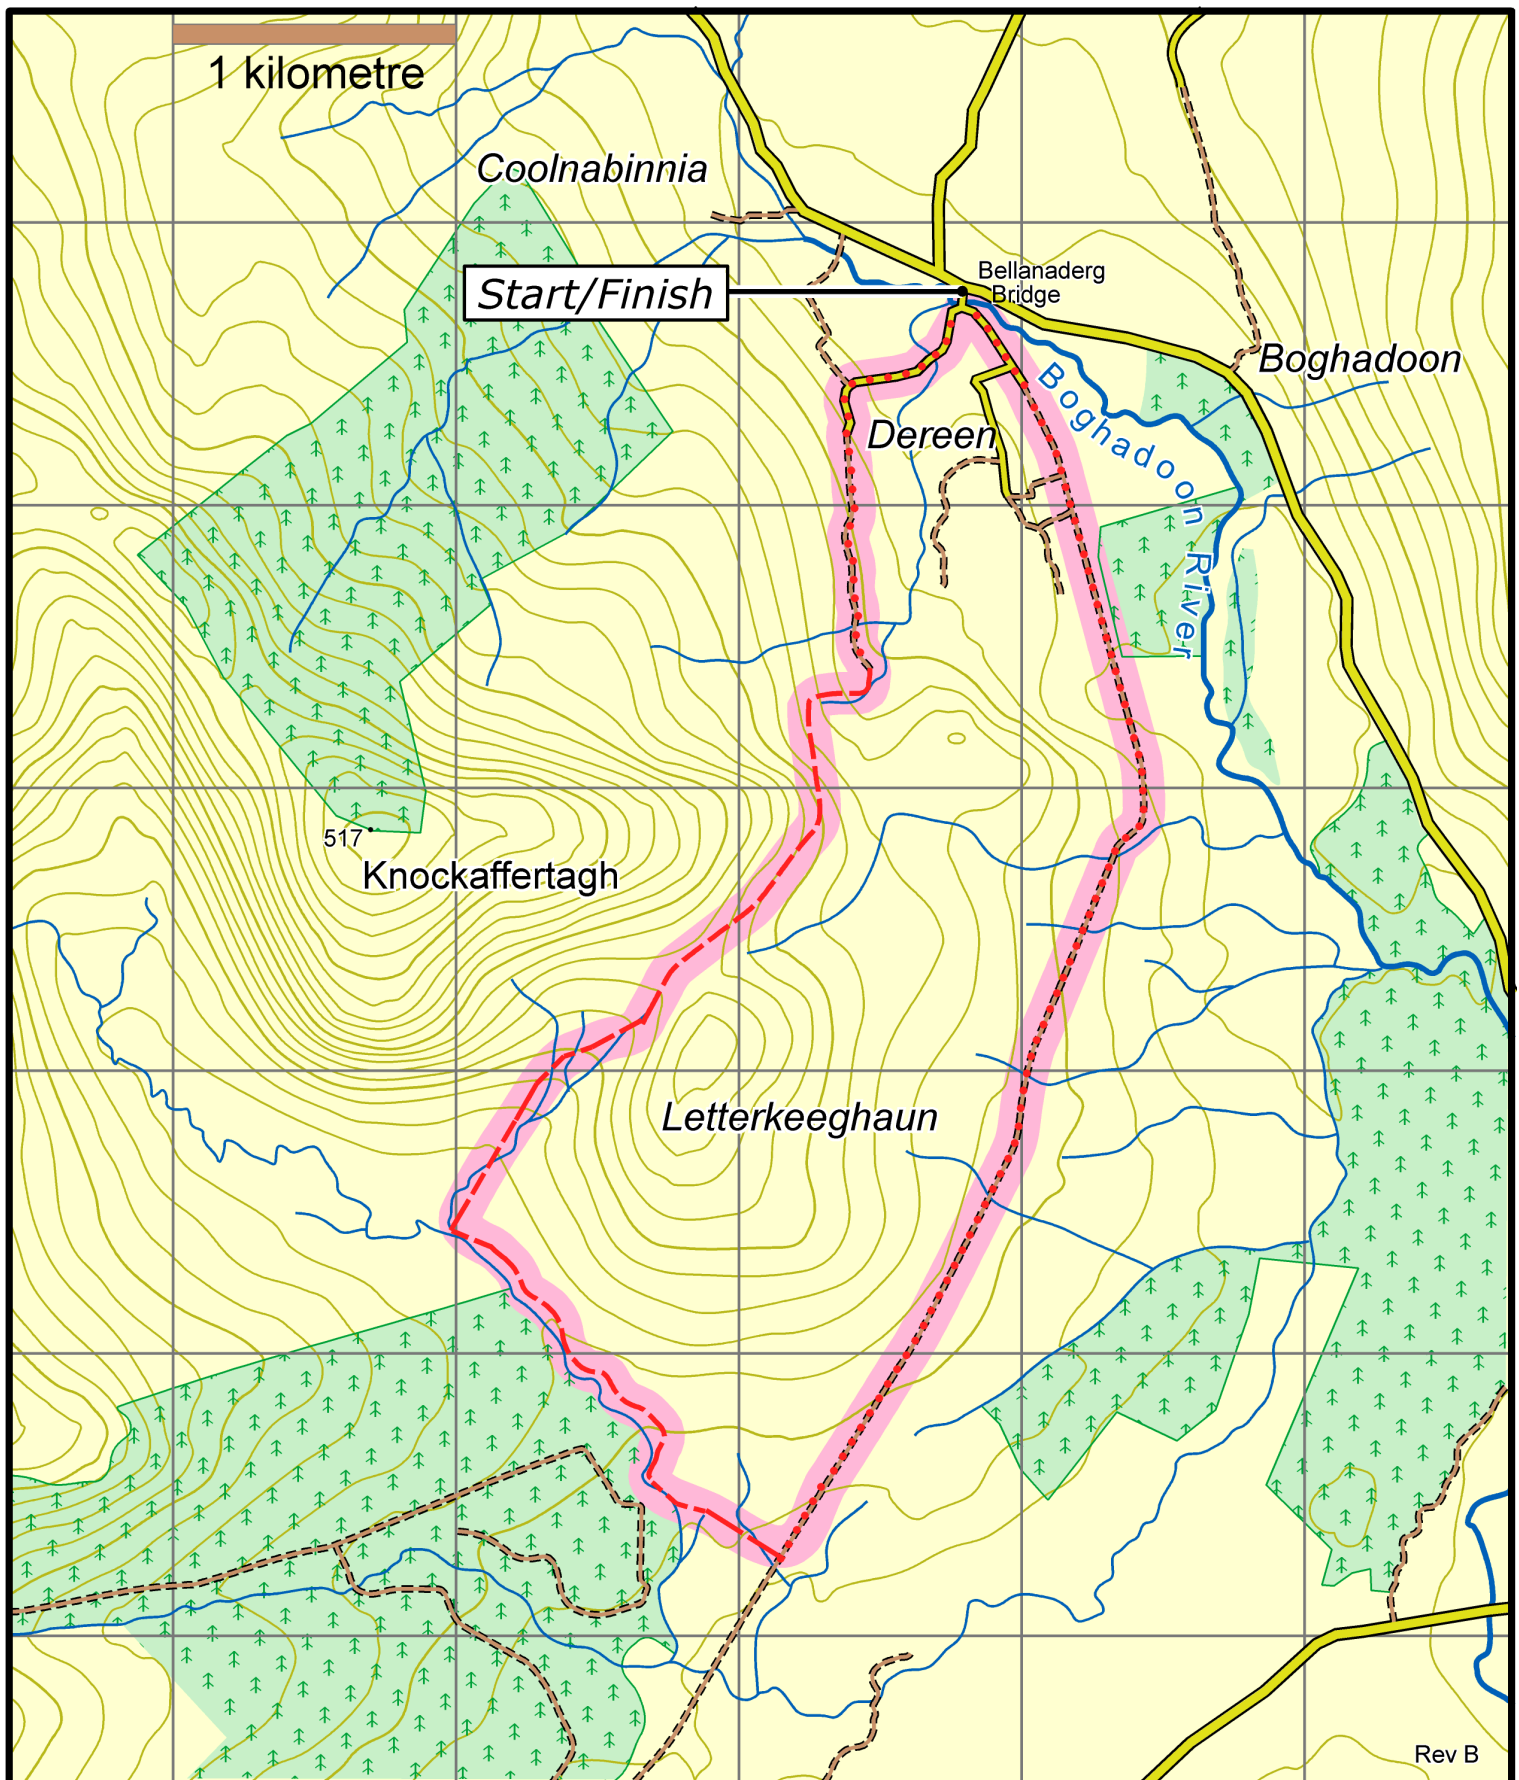 1 kilometre
Coolnabinnia
Start/Finish
Bellanaderg
Bridge
Boghadoon
Boghadoon River
Dereen
517
Knockaffertagh
Letterkeeghaun
Rev B